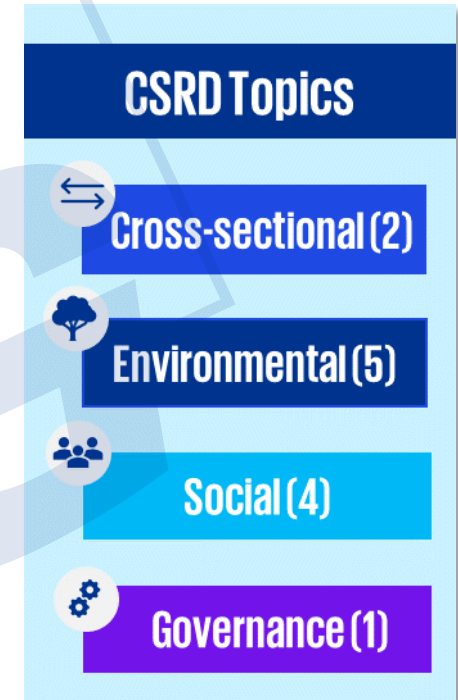 CSRD Topics
Cross-sectional (2)
Environmental (5)
Social (4)
Governance (1)